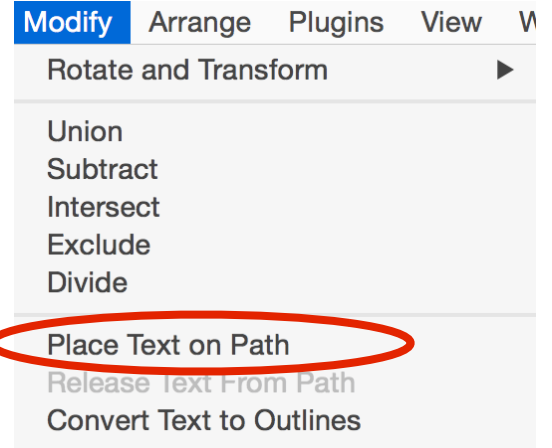 Modify Arrange Plugins View
Rotate and Transform
Union
Subtract
Intersect
Exclude
Divide
Place Text on Path
Release Text From Path
Convert Text to Outlines